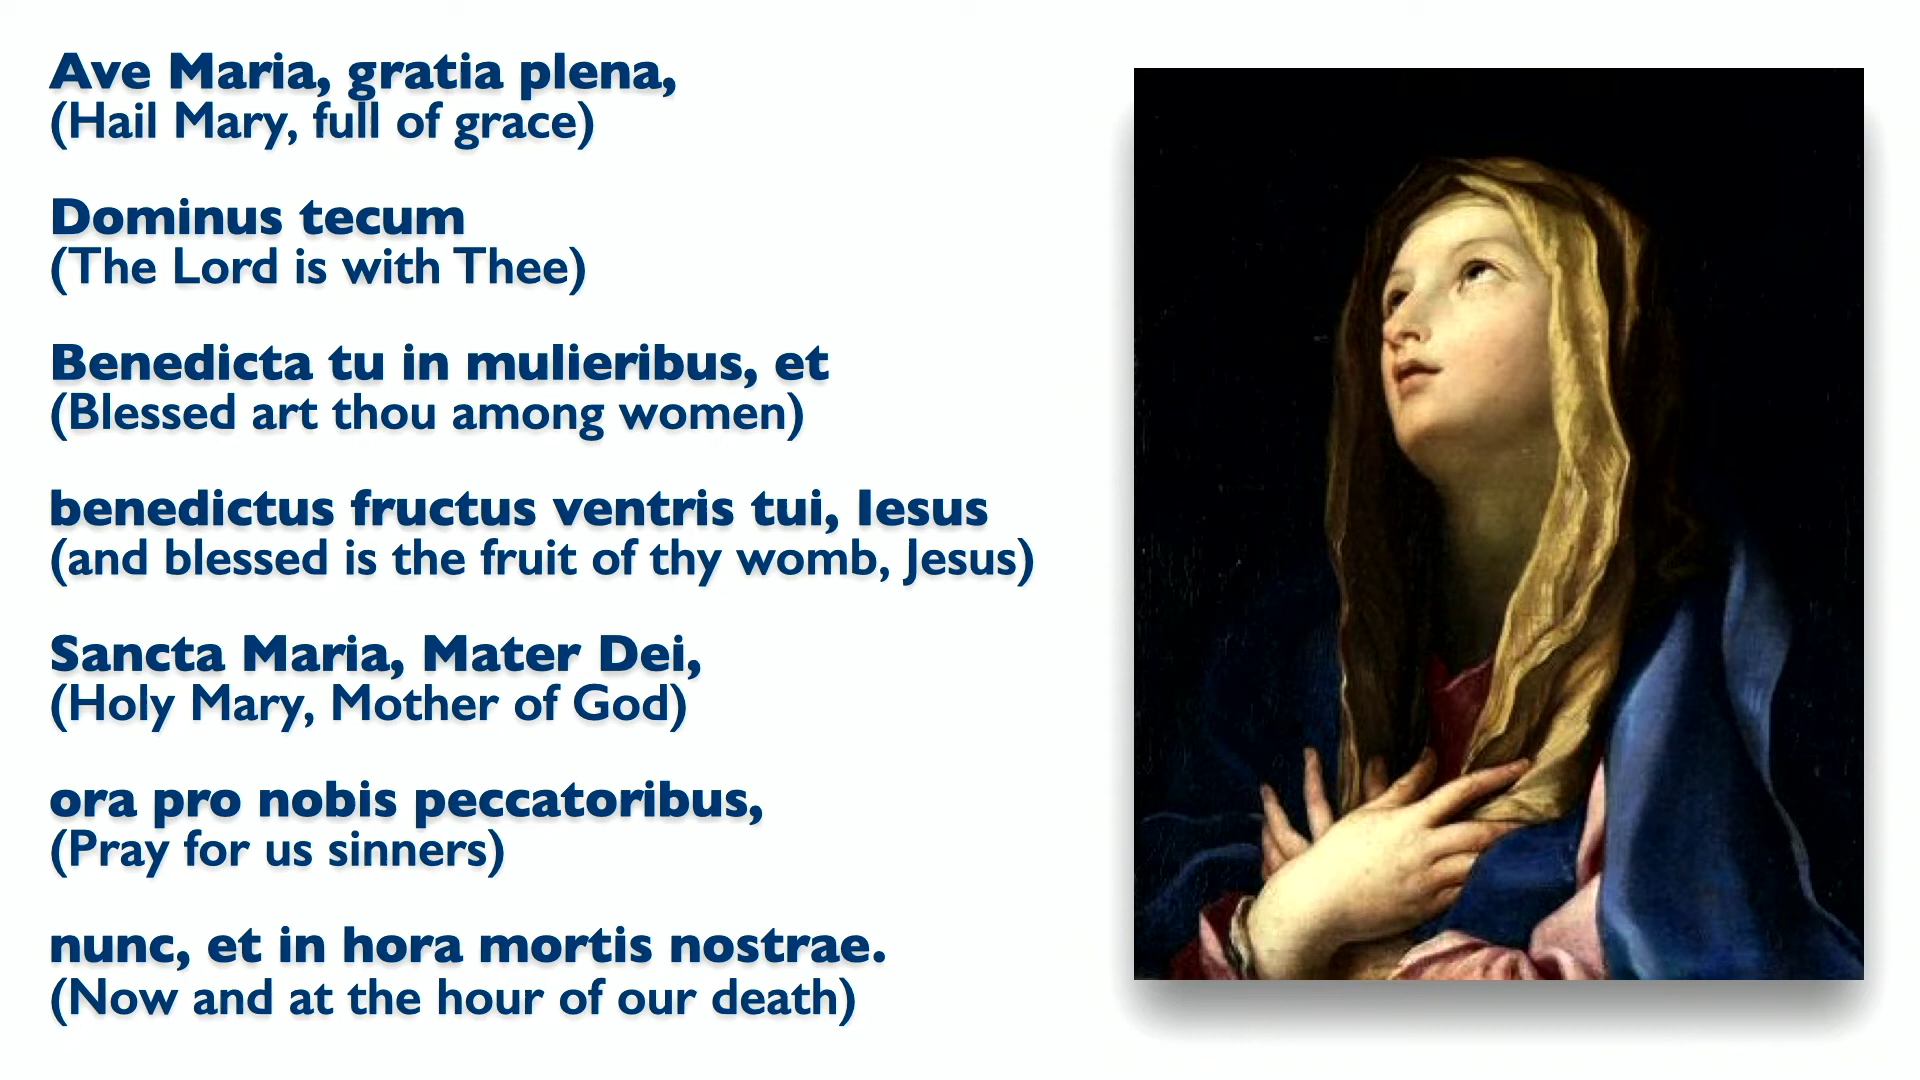 Ave Maria, gratia plena,
(Hail Mary, full of grace)
Dominus tecum
(The Lord is with Thee)
Benedicta tu in mulieribus, et
(Blessed art thou among women)
benedictus fructus ventris tui, Iesus
(and blessed is the fruit of thy womb, Jesus)
Sancta Maria, Mater Dei,
(Holy Mary, Mother of God)
ora pro nobis peccatoribus,
(Pray for us sinners)
nunc, et in hora mortis nostrae.
(Now and at the hour of our death)